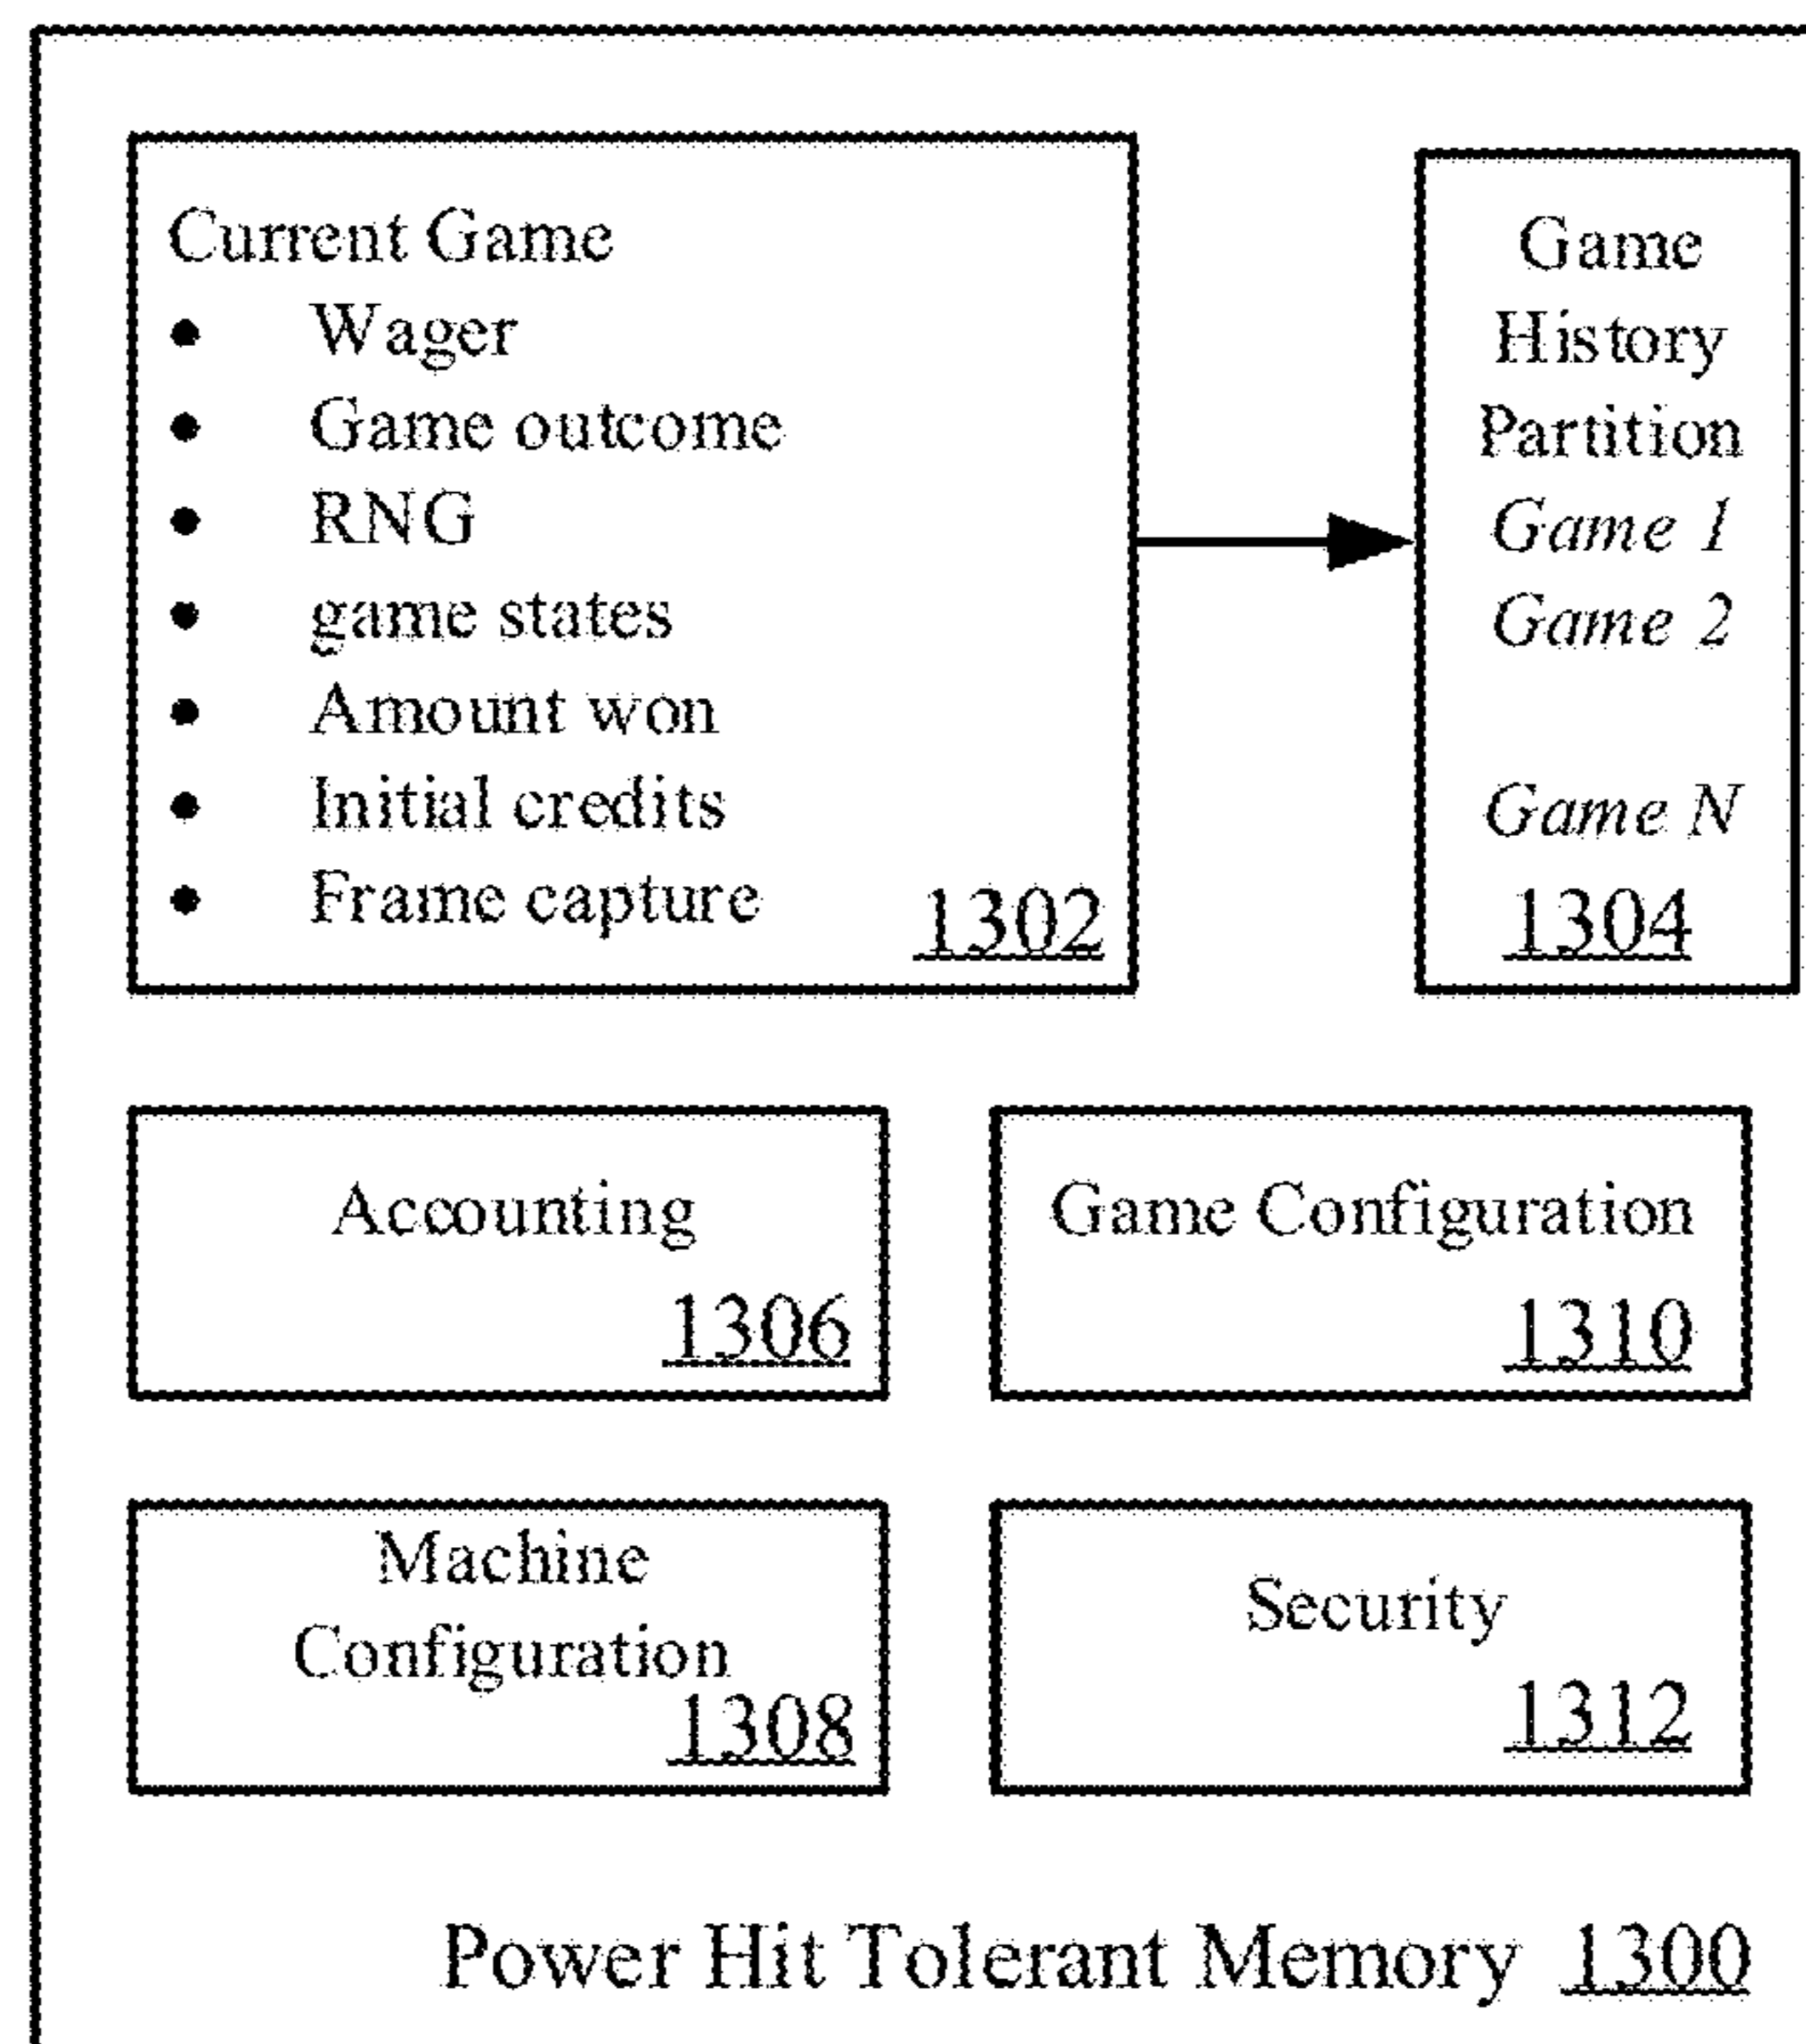 Current Game
• Wager
• Game outcome
• RNG
• game states
• Amount won
• Initial credits
• Frame capture
1302
Game
History
Partition
Game 1
Game 2
Game N
1304
Accounting
1306
Game Configuration
1310
Machine
Configuration
1308
Security
1312
Power Hit Tolerant Memory 1300